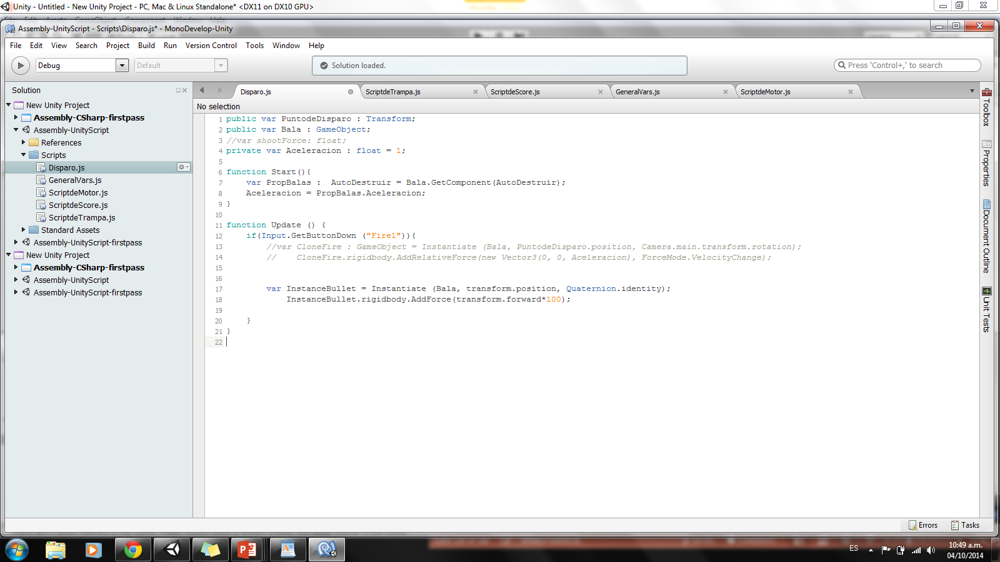 Unity - Untitled - New Unity Project - PC, Mac & Linux Standalone* <DX11 on DX10 GPU>
Assembly-UnityScript - Scripts\Disparo.js* - MonoDevelop-Unity
File Edit View Search Project Build Run Version Control Tools Window Help
Debug
Default
Solution loaded.
Press 'Control+,' to search
Solution
New Unity Project
Assembly-CSharp-firstpass
Assembly-UnityScript
References
Scripts
Disparo.js
GeneralVars.js
ScriptdeMotor.js
ScriptdeScore.js
ScriptdeTrampa.js
Standard Assets
Assembly-UnityScript-firstpass
New Unity Project
Assembly-CSharp-firstpass
Assembly-UnityScript
Assembly-UnityScript-firstpass
Disparo.js
ScriptdeTrampa.js
ScriptdeScore.js
GeneralVars.js
ScriptdeMotor.js
No selection
1 public var PuntodeDisparo : Transform;
2 public var Bala : GameObject;
3 //var shootForce: float;
4 private var Aceleracion : float = 1;
5
6 function Start(){
7 var PropBalas :  AutoDestruir = Bala.GetComponent(AutoDestruir);
8 Aceleracion = PropBalas.Aceleracion;
9 }
10
11 function Update () {
12 if(Input.GetButtonDown ("Fire1")){
13 //var CloneFire : GameObject = Instantiate (Bala, PuntodeDisparo.position, Camera.main.transform.rotation);
14 //    CloneFire.rigidbody.AddRelativeForce(new Vector3(0, 0, Aceleracion), ForceMode.VelocityChange);
15
16
17 var InstanceBullet = Instantiate (Bala, transform.position, Quaternion.identity);
18 InstanceBullet.rigidbody.AddForce(transform.forward*100);
19
20 }
21 }
22
Toolbox
Properties
Document Outline
Unit Tests
Errors
Tasks
ES
10:49 a.m.
04/10/2014